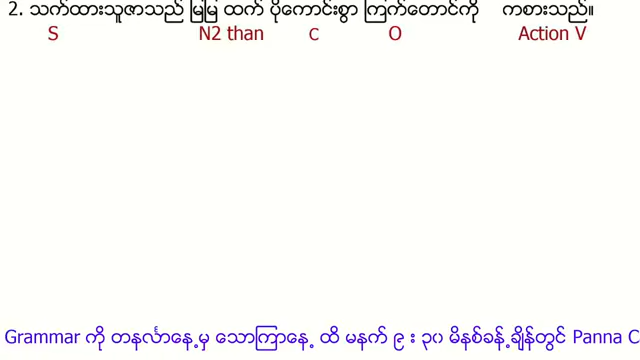 2. သက်ထားသူဇာသည် မြမြ ထက် ပိုကောင်းစွာ ကြက်တောင်ကို ကစားသည်။
S N2 than C O Action V
Grammar ကို တနင်္လာနေ့မှ သောကြာနေ့ ထိ မနက် ၉ : ၃၀ မိနစ်ခန့်ချိန်တွင် Panna C